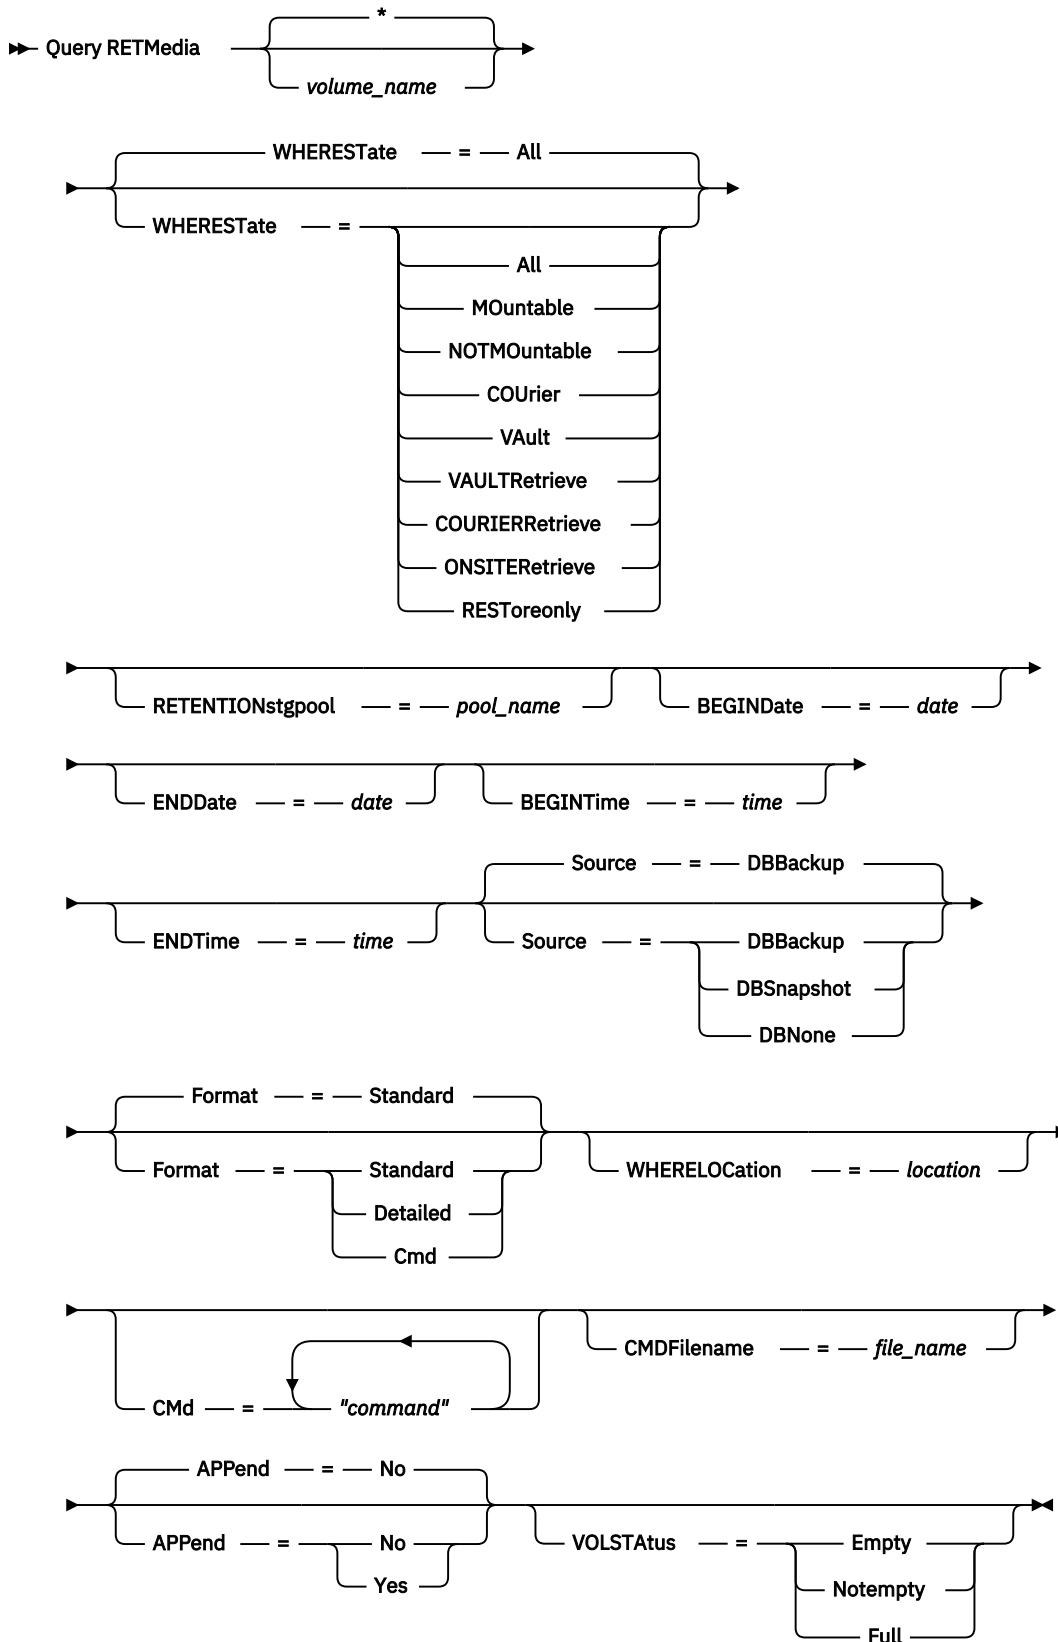 *
Query RETMedia
volume_name
WHERESTate = All
WHERESTate =
All
MOuntable
NOTMOuntable
COUrier
VAult
VAULTRetrieve
COURIERRetrieve
ONSITERetrieve
RESToreonly
RETENTIONstgpool = pool_name BEGINDate = date
ENDDate = date BEGINTime = time
Source = DBBackup
ENDTime = time Source = DBBackup
DBSnapshot
DBNone
Format = Standard
Format = Standard WHERELOCation = location
Detailed
Cmd
CMDFilename = file_name
CMd = "command"
APPend = No
APPend = No VOLSTAtus = Empty
Yes Notempty
Full